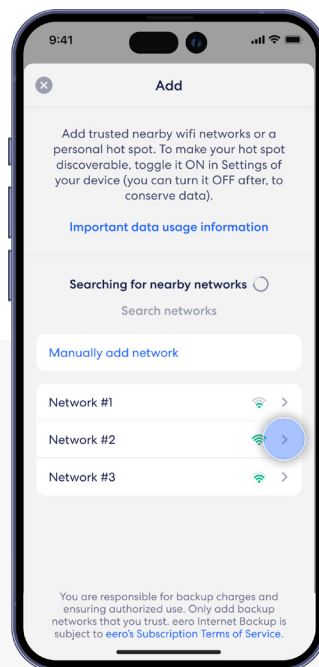 9:41
Add
Add trusted nearby wifi networks or a
personal hot spot. To make your hot spot
discoverable, toggle it ON in Settings of
your device (you can turn it OFF after, to
conserve data).
Important data usage information
Searching for nearby networks
Search networks
Manually add network
Network #1
Network #2
Network #3
You are responsible for backup charges and
ensuring authorized use. Only add backup
networks that you trust. eero Internet Backup is
subject to eero's Subscription Terms of Service.